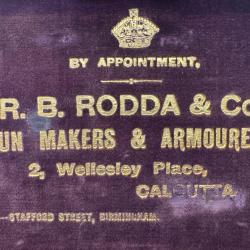 BY APPOINTMENT,
R. B. RODDA & Co
UN MAKERS & ARMOURE
2, Wellesley Place,
CALCUTTA
—STAFFORD STREET, BIRMINGHAM.